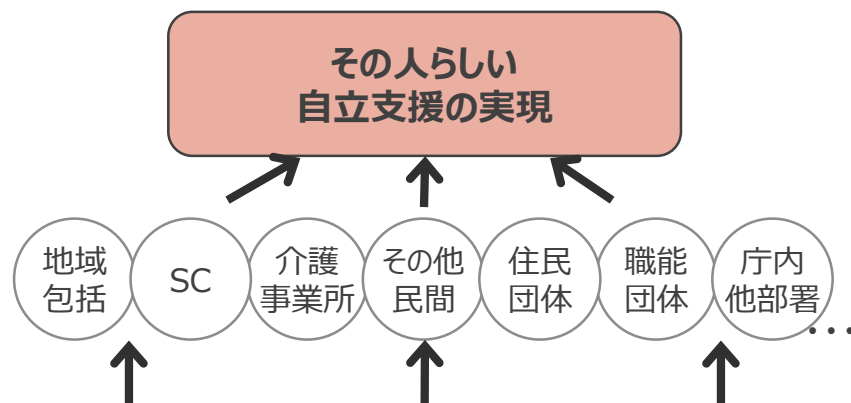 その人らしい
自立支援の実現
地域
包括
SC
介護
事業所
その他
民間
住民
団体
職能
団体
庁内
他部署
…